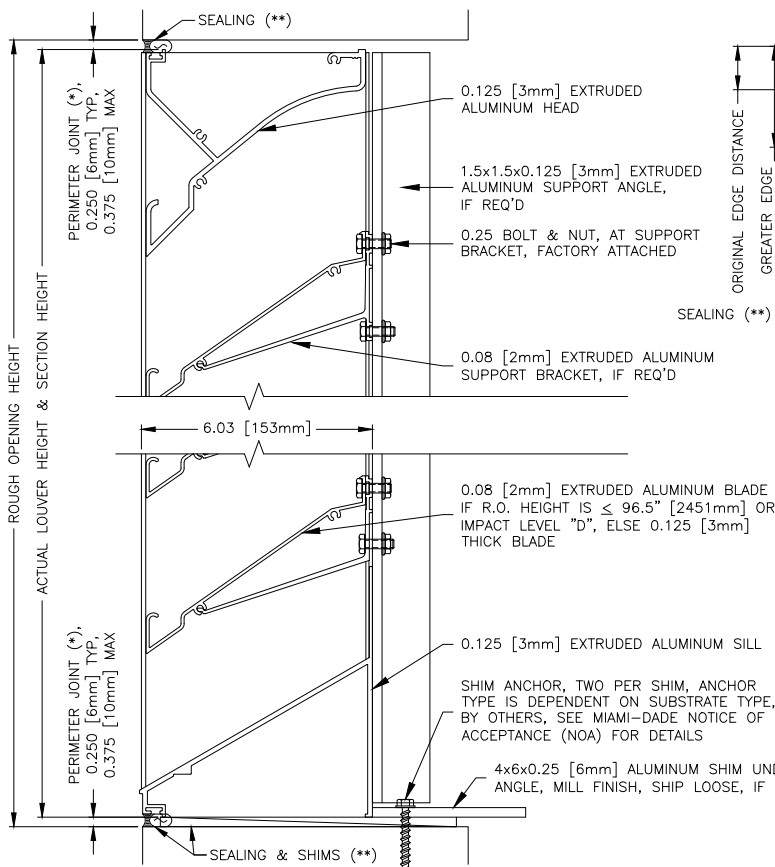 SEALING (**)
PERIMETER JOINT (*),
0.250 [6mm] TYP,
0.375 [10mm] MAX
ROUGH OPENING HEIGHT
ACTUAL LOUVER HEIGHT & SECTION HEIGHT
0.125 [3mm] EXTRUDED
ALUMINUM HEAD
1.5x1.5x0.125 [3mm] EXTRUDED
ALUMINUM SUPPORT ANGLE,
IF REQ'D
0.25 BOLT & NUT, AT SUPPORT
BRACKET, FACTORY ATTACHED
0.08 [2mm] EXTRUDED ALUMINUM
SUPPORT BRACKET, IF REQ'D
ORIGINAL EDGE DISTANCE
GREATER EDGE
SEALING (**)
6.03 [153mm]
0.08 [2mm] EXTRUDED ALUMINUM BLADE
IF R.O. HEIGHT IS ≤ 96.5" [2451mm] OR
IMPACT LEVEL "D", ELSE 0.125 [3mm]
THICK BLADE
PERIMETER JOINT (*),
0.250 [6mm] TYP,
0.375 [10mm] MAX
0.125 [3mm] EXTRUDED ALUMINUM SILL
SHIM ANCHOR, TWO PER SHIM, ANCHOR
TYPE IS DEPENDENT ON SUBSTRATE TYPE,
BY OTHERS, SEE MIAMI-DADE NOTICE OF
ACCEPTANCE (NOA) FOR DETAILS
4x6x0.25 [6mm] ALUMINUM SHIM UND
ANGLE, MILL FINISH, SHIP LOOSE, IF
SEALING & SHIMS (**)